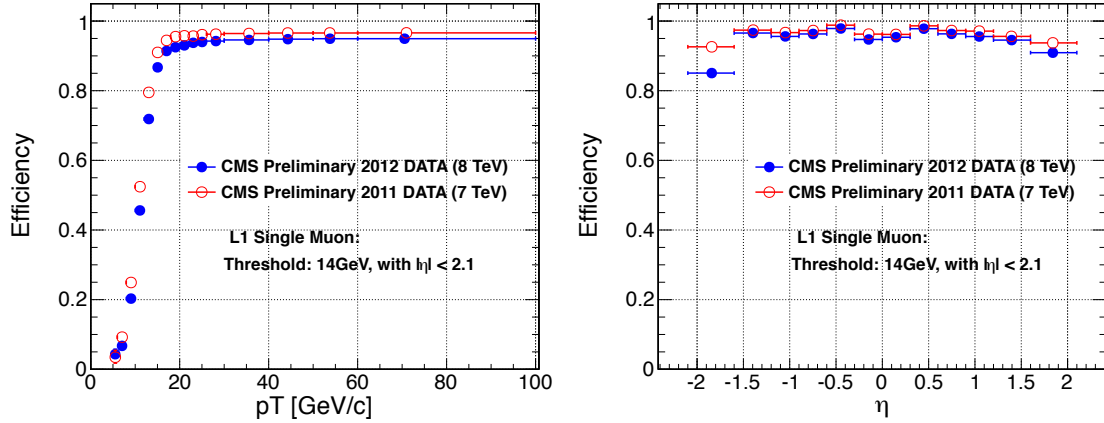 Efficiency
1
0.8
0.6
0.4
0.2
0
CMS Preliminary 2012 DATA (8 TeV)
CMS Preliminary 2011 DATA (7 TeV)
L1 Single Muon:
Threshold: 14GeV, with |η| < 2.1
0 20 40 60 80 100
pT [GeV/c]
Efficiency
1
0.8
0.6
0.4
0.2
0
CMS Preliminary 2012 DATA (8 TeV)
CMS Preliminary 2011 DATA (7 TeV)
L1 Single Muon:
Threshold: 14GeV, with |η| < 2.1
-2 -1.5 -1 -0.5 0 0.5 1 1.5 2
η